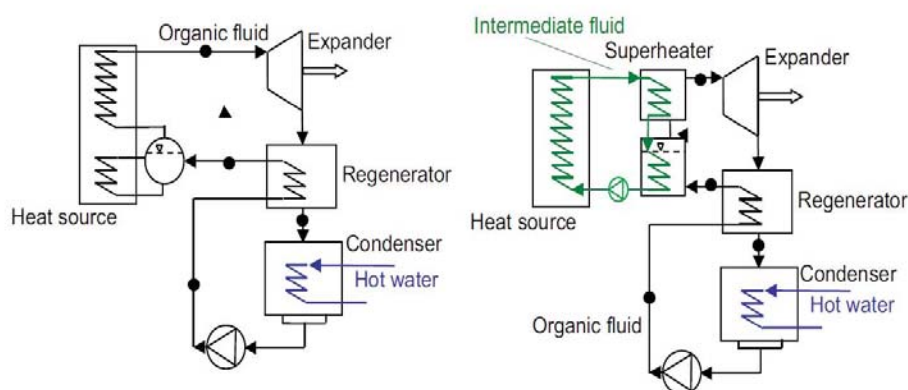 Organic fluid
Expander
Regenerator
Heat source
Condenser
Hot water
Intermediate fluid
Superheater
Expander
Regenerator
Heat source
Condenser
Hot water
Organic fluid